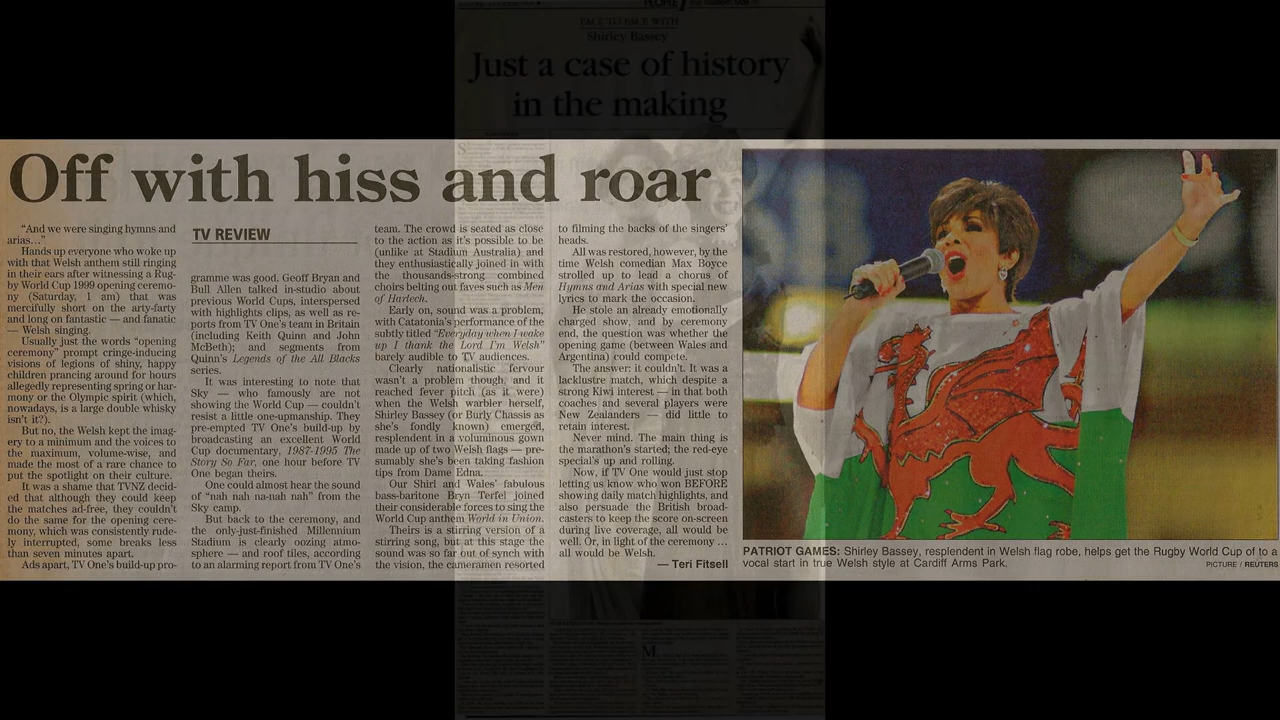 FACE TO FACE WITH
Shirley Bassey
Just a case of history
in the making
Off with hiss and roar
"And we were singing hymns and
arias..."
Hands up everyone who woke up
with that Welsh anthem still ringing
in their ears after witnessing a Rug-
by World Cup 1999 opening ceremo-
ny (Saturday, 1 am) that was
mercifully short on the arty-farty
and long on fantastic — and fanatic
— Welsh singing.
Usually just the words "opening
ceremony" prompt cringe-inducing
visions of legions of shiny, happy
children prancing around for hours
allegedly representing spring or har-
mony or the Olympic spirit (which,
nowadays, is a large double whisky
isn't it?).
But no, the Welsh kept the imag-
ery to a minimum and the voices to
the maximum, volume-wise, and
made the most of a rare chance to
put the spotlight on their culture.
It was a shame that TVNZ decid-
ed that although they could keep
the matches ad-free, they couldn't
do the same for the opening cere-
mony, which was consistently rude-
ly interrupted, some breaks less
than seven minutes apart.
Ads apart, TV One's build-up pro-
TV REVIEW
gramme was good. Geoff Bryan and
Bull Allen talked in-studio about
previous World Cups, interspersed
with highlights clips, as well as re-
ports from TV One's team in Britain
(including Keith Quinn and John
McBeth); and segments from
Quinn's Legends of the All Blacks
series.
It was interesting to note that
Sky — who famously are not
showing the World Cup — couldn't
resist a little one-upmanship. They
pre-empted TV One's build-up by
broadcasting an excellent World
Cup documentary, 1987-1995 The
Story So Far, one hour before TV
One began theirs.
One could almost hear the sound
of "nah nah na-nah nah" from the
Sky camp.
But back to the ceremony, and
the only-just-finished Millennium
Stadium is clearly oozing atmo-
sphere — and roof tiles, according
to an alarming report from TV One's
team. The crowd is seated as close
to the action as it's possible to be
(unlike at Stadium Australia) and
they enthusiastically joined in with
the thousands-strong combined
choirs belting out faves such as Men
of Harlech.
Early on, sound was a problem,
with Catatonia's performance of the
subtly titled "Everyday when I wake
up I thank the Lord I'm Welsh"
barely audible to TV audiences.
Clearly nationalistic fervour
wasn't a problem though, and it
reached fever pitch (as it were)
when the Welsh warbler herself,
Shirley Bassey (or Burly Chassis as
she's fondly known) emerged,
resplendent in a voluminous gown
made up of two Welsh flags — pre-
sumably she's been taking fashion
tips from Dame Edna.
Our Shirl and Wales' fabulous
bass-baritone Bryn Terfel joined
their considerable forces to sing the
World Cup anthem World in Union.
Theirs is a stirring version of a
stirring song, but at this stage the
sound was so far out of synch with
the vision, the cameramen resorted
to filming the backs of the singers'
heads.
All was restored, however, by the
time Welsh comedian Max Boyce
strolled up to lead a chorus of
Hymns and Arias with special new
lyrics to mark the occasion.
He stole an already emotionally
charged show, and by ceremony
end, the question was whether the
opening game (between Wales and
Argentina) could compete.
The answer: it couldn't. It was a
lacklustre match, which despite a
strong Kiwi interest — in that both
coaches and several players were
New Zealanders — did little to
retain interest.
Never mind. The main thing is
the marathon's started; the red-eye
special's up and rolling.
Now, if TV One would just stop
letting us know who won BEFORE
showing daily match highlights, and
also persuade the British broad-
casters to keep the score on-screen
during live coverage, all would be
well. Or, in light of the ceremony ...
all would be Welsh.
— Teri Fitsell
PATRIOT GAMES: Shirley Bassey, resplendent in Welsh flag robe, helps get the Rugby World Cup of to a
vocal start in true Welsh style at Cardiff Arms Park.
PICTURE / REUTERS